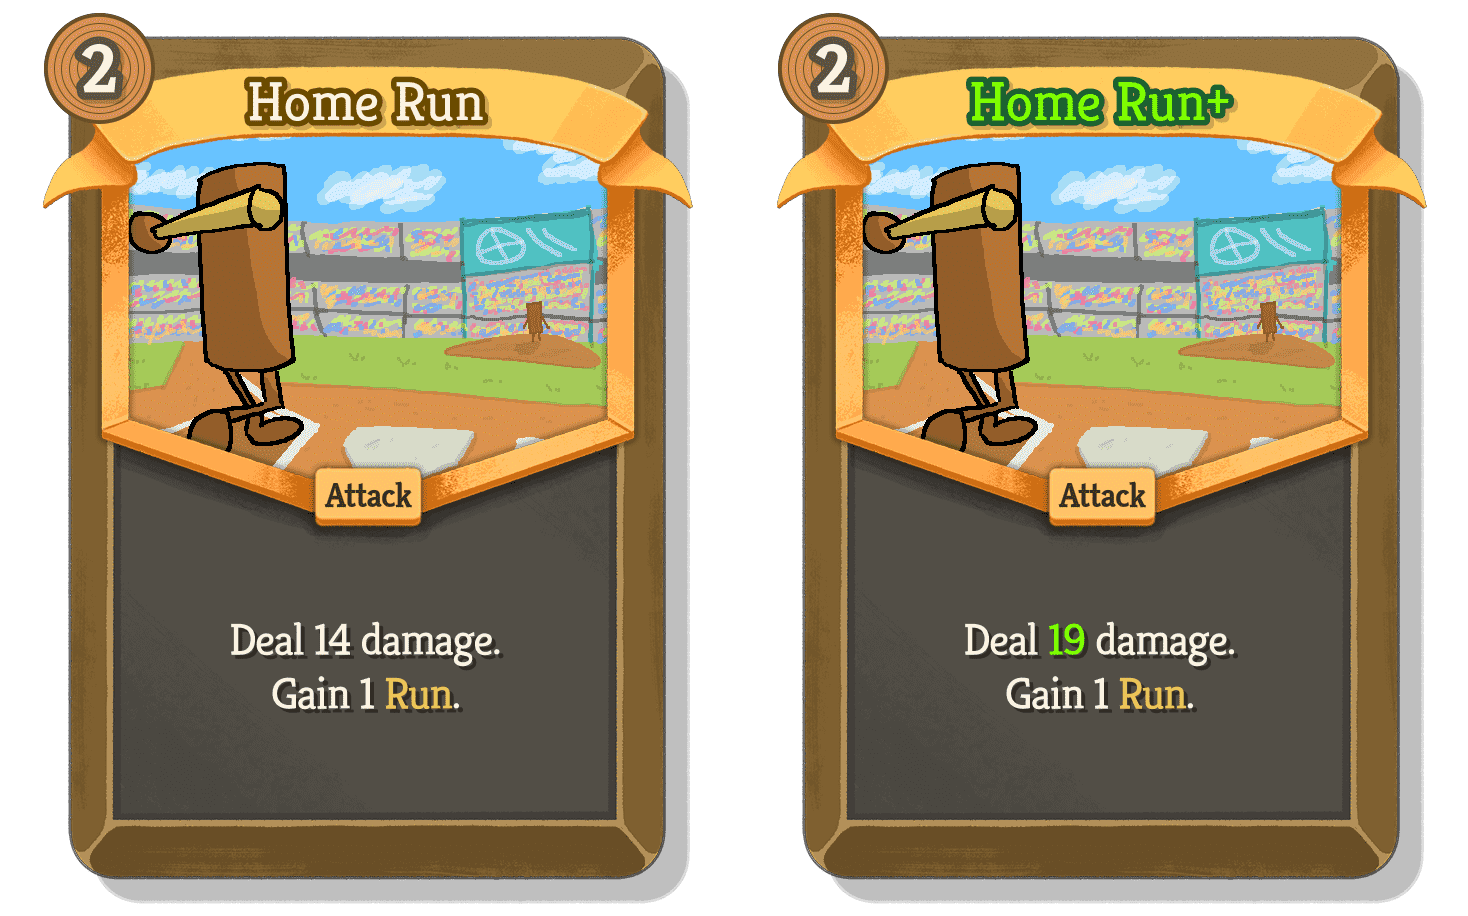 2
Home Run
Attack
Deal 14 damage.
Gain 1 Run.
2
Home Run+
Attack
Deal 19 damage.
Gain 1 Run.